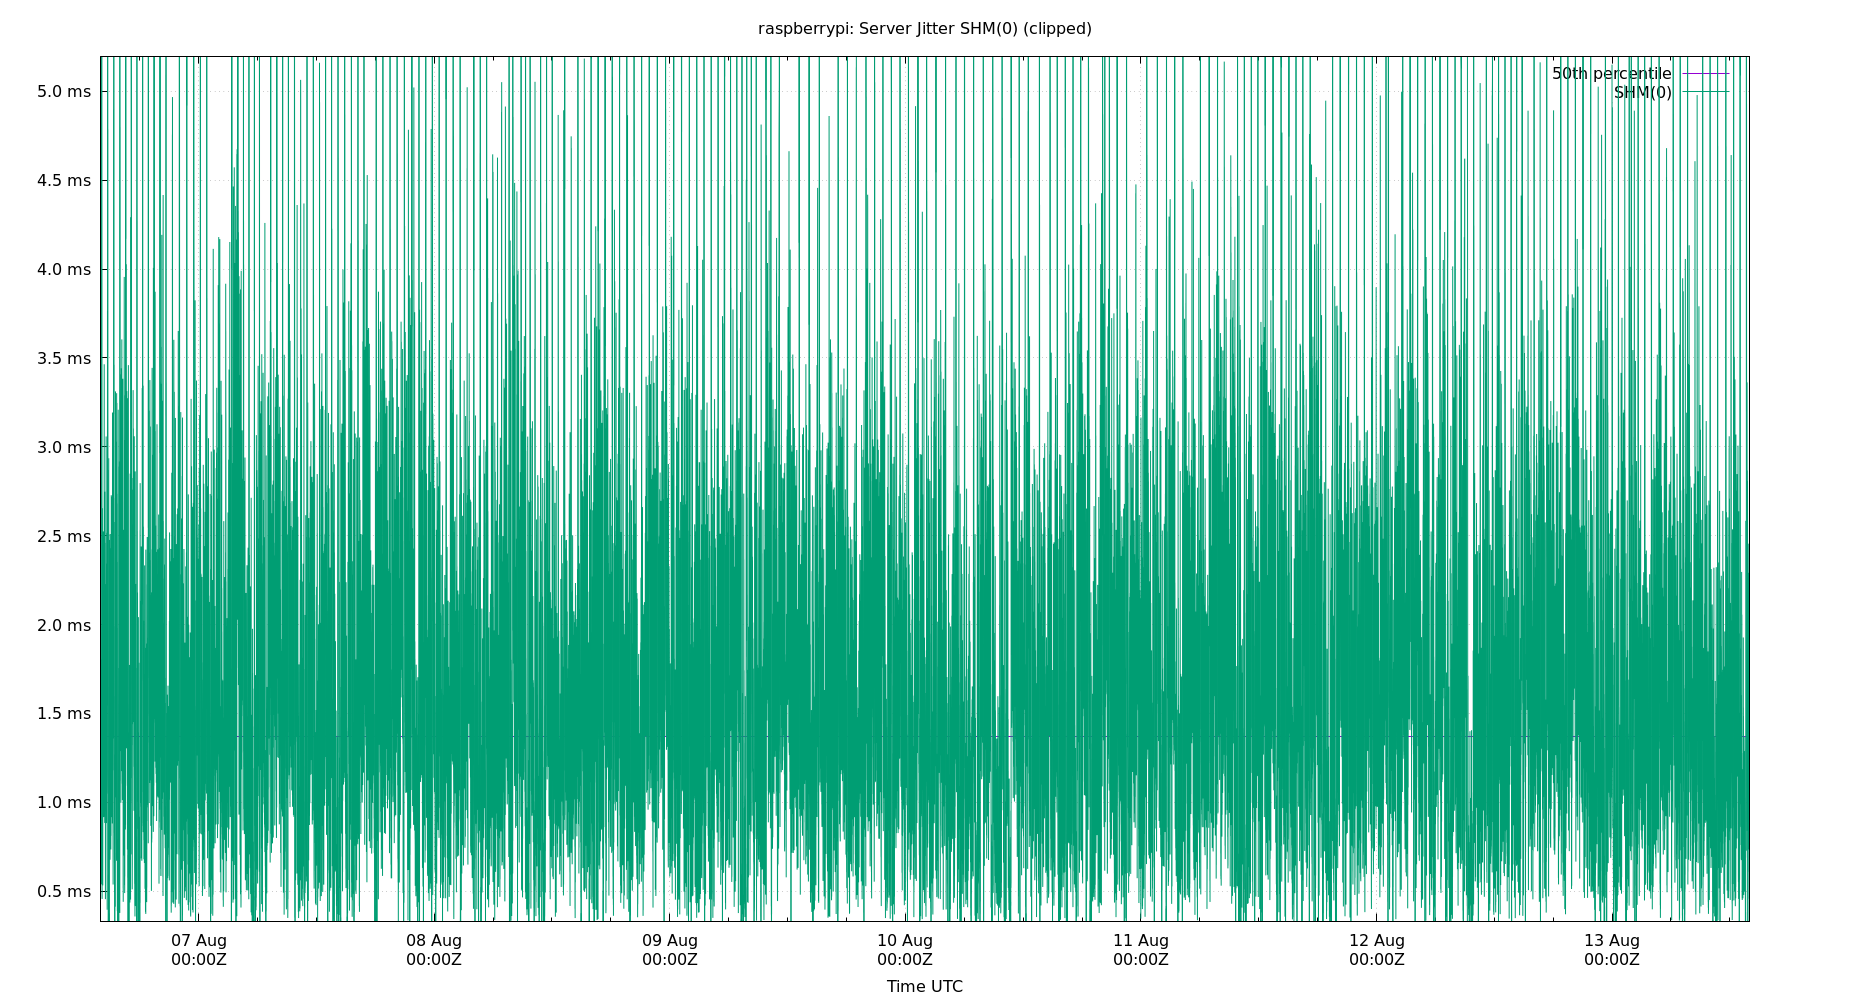 raspberrypi: Server Jitter SHM(0) (clipped)
50th percentile
SHM(0)
5.0 ms
4.5 ms
4.0 ms
3.5 ms
3.0 ms
2.5 ms
2.0 ms
1.5 ms
1.0 ms
0.5 ms
07 Aug 08 Aug 09 Aug 10 Aug 11 Aug 12 Aug 13 Aug
00:00Z 00:00Z 00:00Z 00:00Z 00:00Z 00:00Z 00:00Z
Time UTC